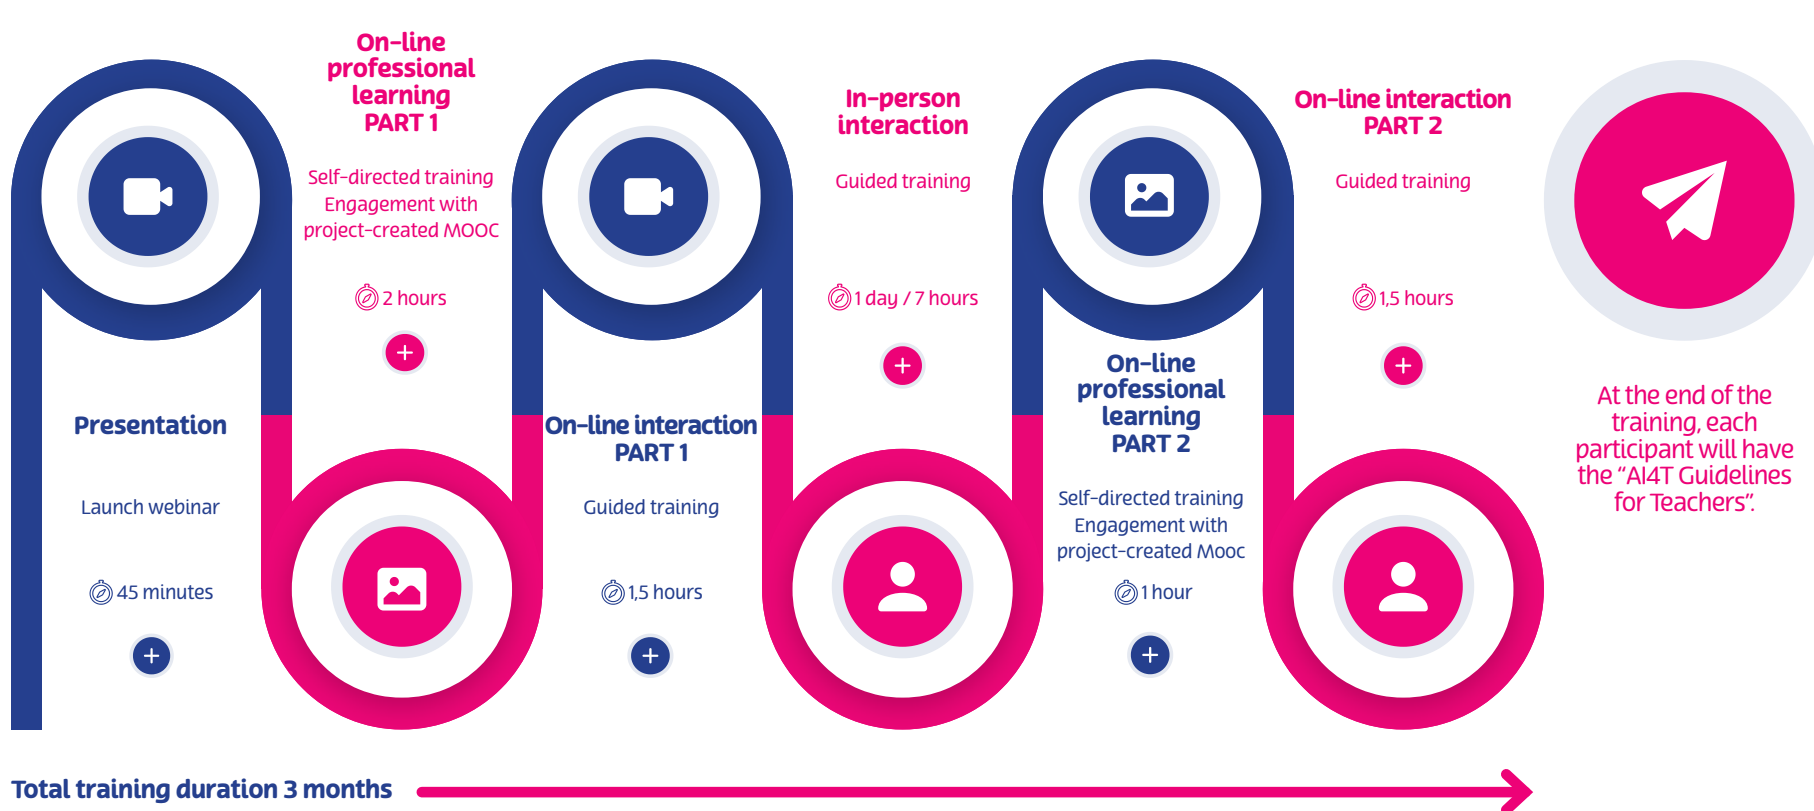 Presentation
Launch webinar
45 minutes
On-line
professional
learning
PART 1
Self-directed training
Engagement with
project-created MOOC
2 hours
On-line interaction
PART 1
Guided training
1,5 hours
In-person
interaction
Guided training
1 day / 7 hours
On-line
professional
learning
PART 2
Self-directed training
Engagement with
project-created Mooc
1 hour
On-line interaction
PART 2
Guided training
1,5 hours
At the end of the
training, each
participant will have
the “AI4T Guidelines
for Teachers”.
Total training duration 3 months